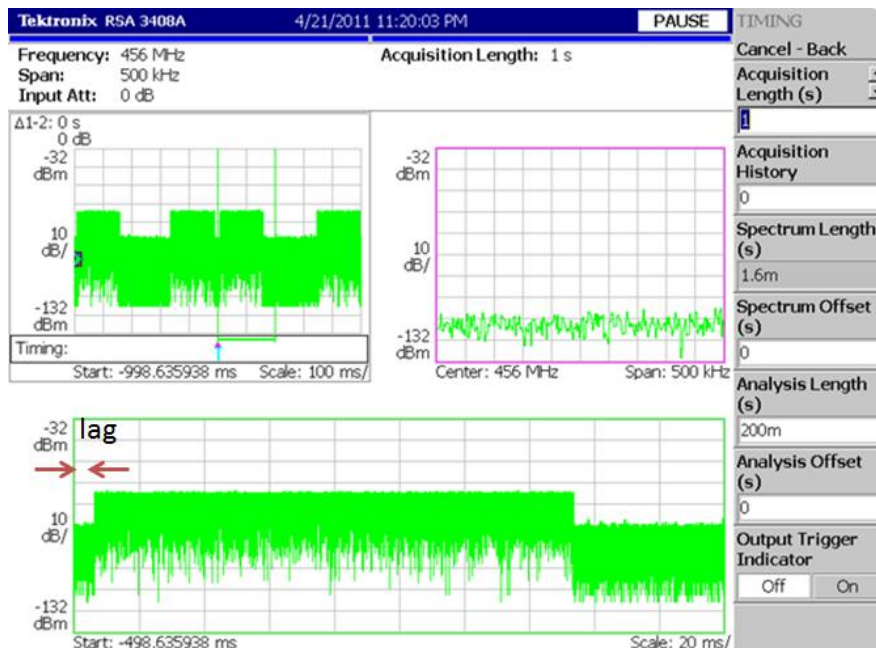 Tektronix RSA 3408A 4/21/2011 11:20:03 PM PAUSE TIMING
Frequency: 456 MHz
Span: 500 kHz
Input Att: 0 dB
Acquisition Length: 1 s
Cancel - Back
Acquisition Length (s)
1
Acquisition History
0
Spectrum Length (s)
1.6m
Spectrum Offset (s)
0
Analysis Length (s)
200m
Analysis Offset (s)
0
Output Trigger Indicator
Off On
Δ1-2: 0 s
0 dB
-32
dBm
10
dB/
-132
dBm
Timing:
Start: -998.635938 ms Scale: 100 ms/
-32
dBm
10
dB/
-132
dBm
Center: 456 MHz Span: 500 kHz
-32
dBm
lag
10
dB/
-132
dBm
Start: -498.635938 ms Scale: 20 ms/